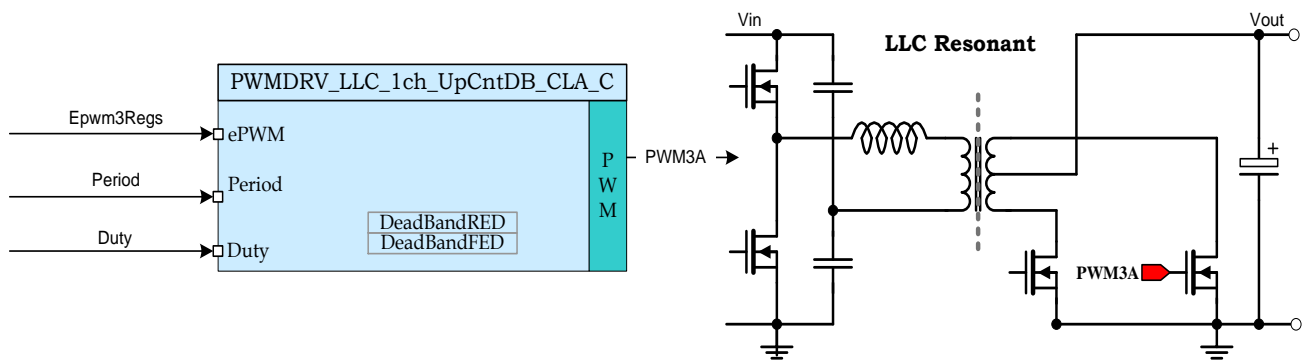 PWMDRV_LLC_1ch_UpCntDB_CLA_C
Epwm3Regs
ePWM
Period
Period
Duty
Duty
DeadBandRED
DeadBandFED
P
W
M
PWM3A
Vin
LLC Resonant
Vout
+
PWM3A